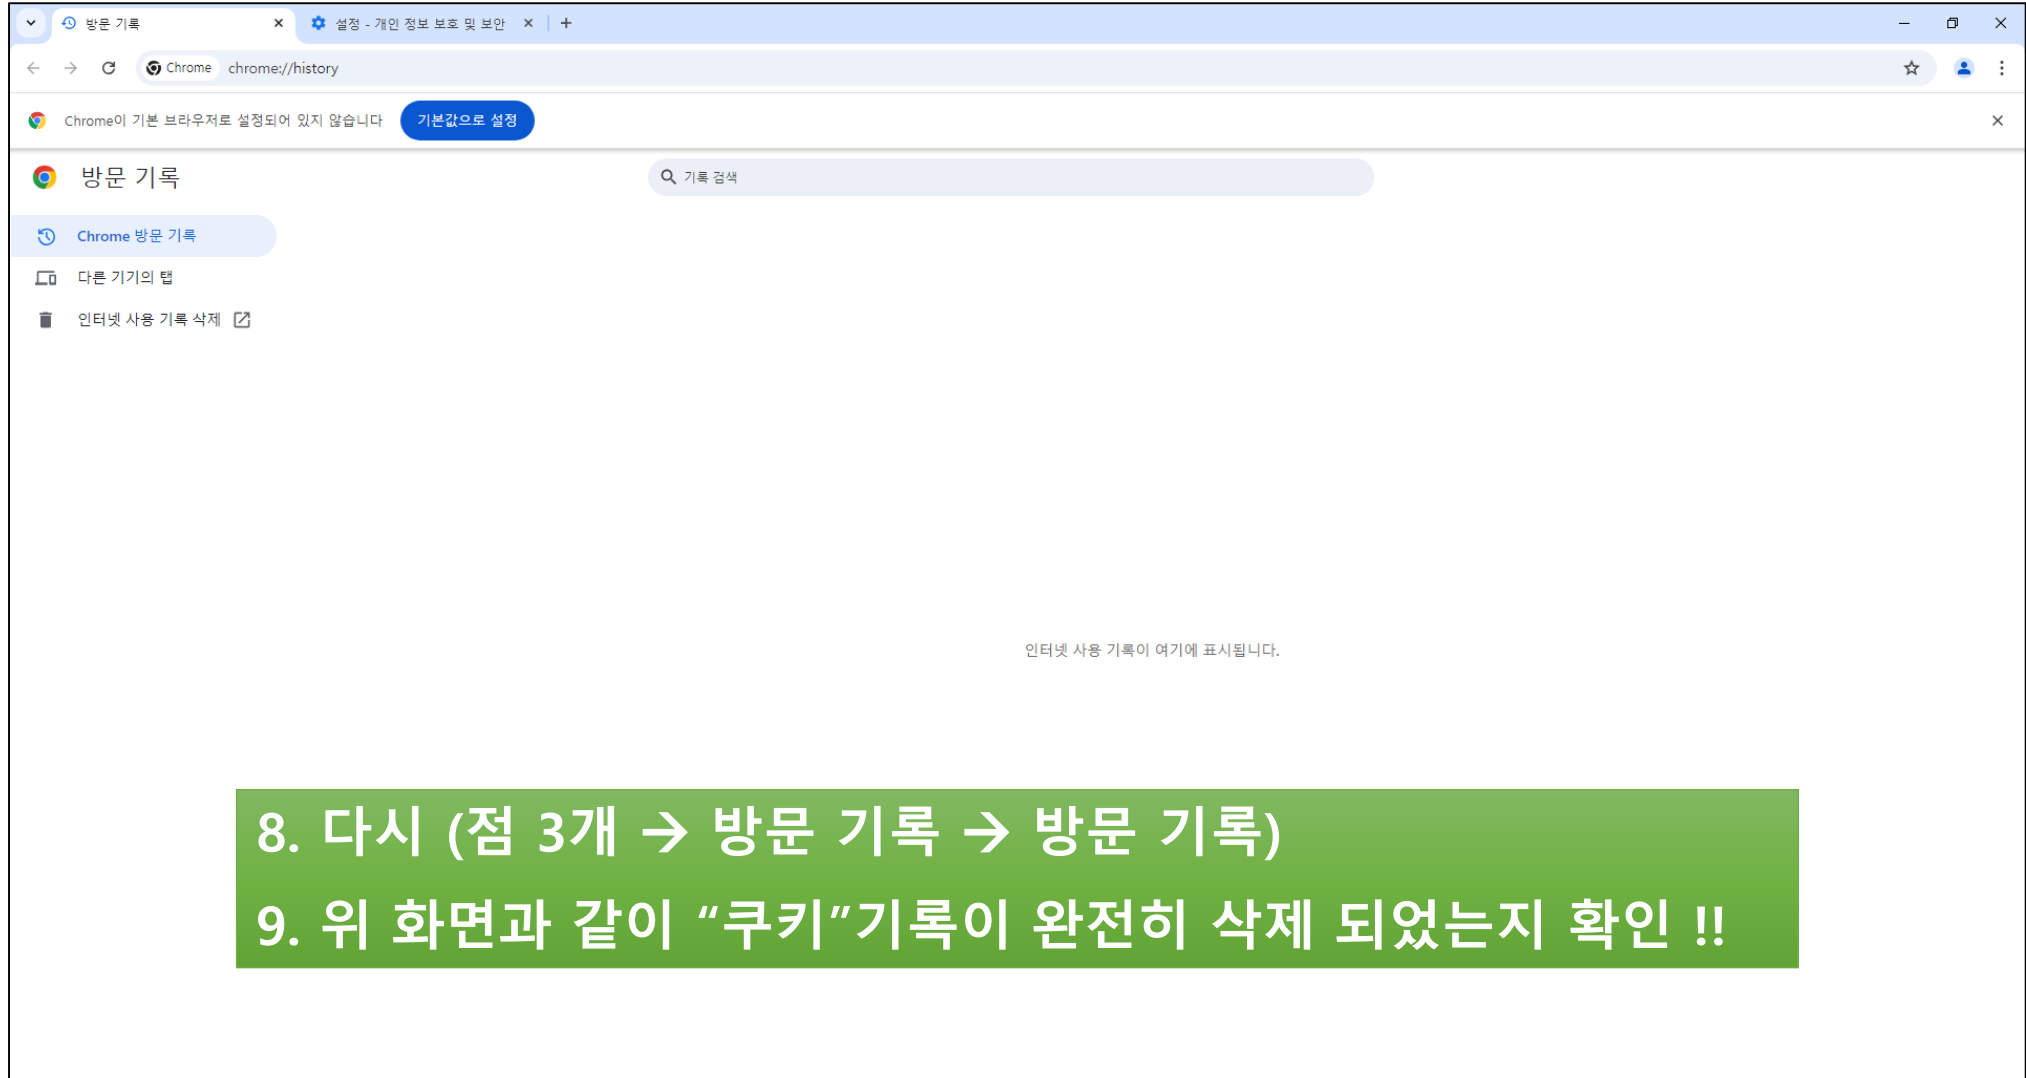 방문 기록
설정 - 개인 정보 보호 및 보안
Chrome
chrome://history
Chrome이 기본 브라우저로 설정되어 있지 않습니다
기본값으로 설정
방문 기록
기록 검색
Chrome 방문 기록
다른 기기의 탭
인터넷 사용 기록 삭제
인터넷 사용 기록이 여기에 표시됩니다.
8. 다시 (점 3개 → 방문 기록 → 방문 기록)
9. 위 화면과 같이 “쿠키”기록이 완전히 삭제 되었는지 확인 !!